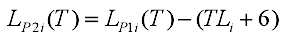 L_{P2i}(T) = L_{P1i}(T) − (TL_i + 6)